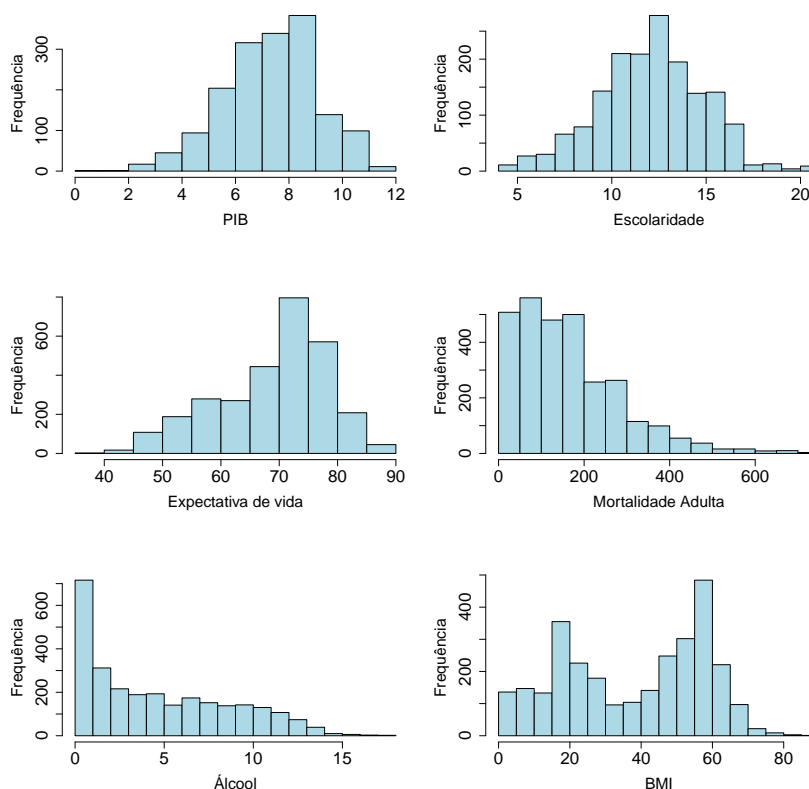 Frequência
0 100 300
0 2 4 6 8 10 12
PIB
Frequência
0 100 200
5 10 15 20
Escolaridade
Frequência
0 200 600
40 50 60 70 80 90
Expectativa de vida
Frequência
0 200 400
0 200 400 600
Mortalidade Adulta
Frequência
0 200 400 600
0 5 10 15
Álcool
Frequência
0 200 400
0 20 40 60 80
BMI